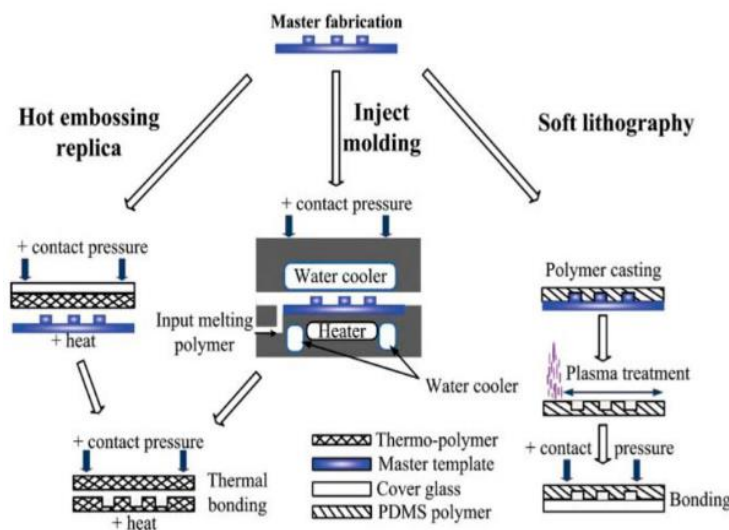 Master fabrication
Hot embossing
replica
Inject
molding
Soft lithography
+ contact pressure
+ heat
+ contact pressure
Water cooler
Input melting
polymer
Heater
Water cooler
Polymer casting
Plasma treatment
+ contact pressure
Bonding
+ contact pressure
Thermal
bonding
+ heat
Thermo-polymer
Master template
Cover glass
PDMS polymer